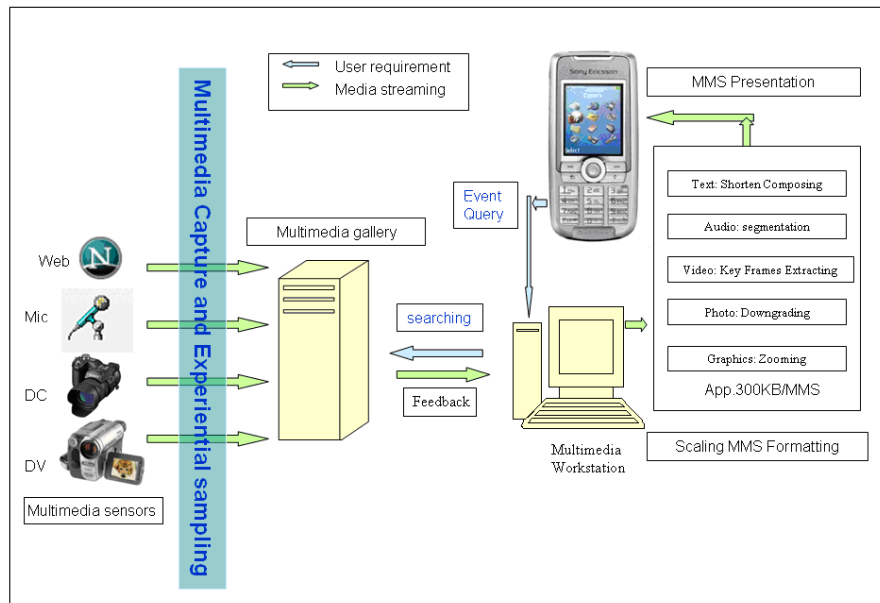 User requirement
Media streaming
Sony Ericsson
MMS Presentation
Multimedia Capture and Experiential sampling
Event
Query
Multimedia gallery
Text: Shorten Composing
Audio: segmentation
Video: Key Frames Extracting
Photo: Downgrading
Graphics: Zooming
App.300KB/MMS
Web
N
Mic
DC
DV
searching
Feedback
Multimedia
Workstation
Scaling MMS Formatting
Multimedia sensors
Select